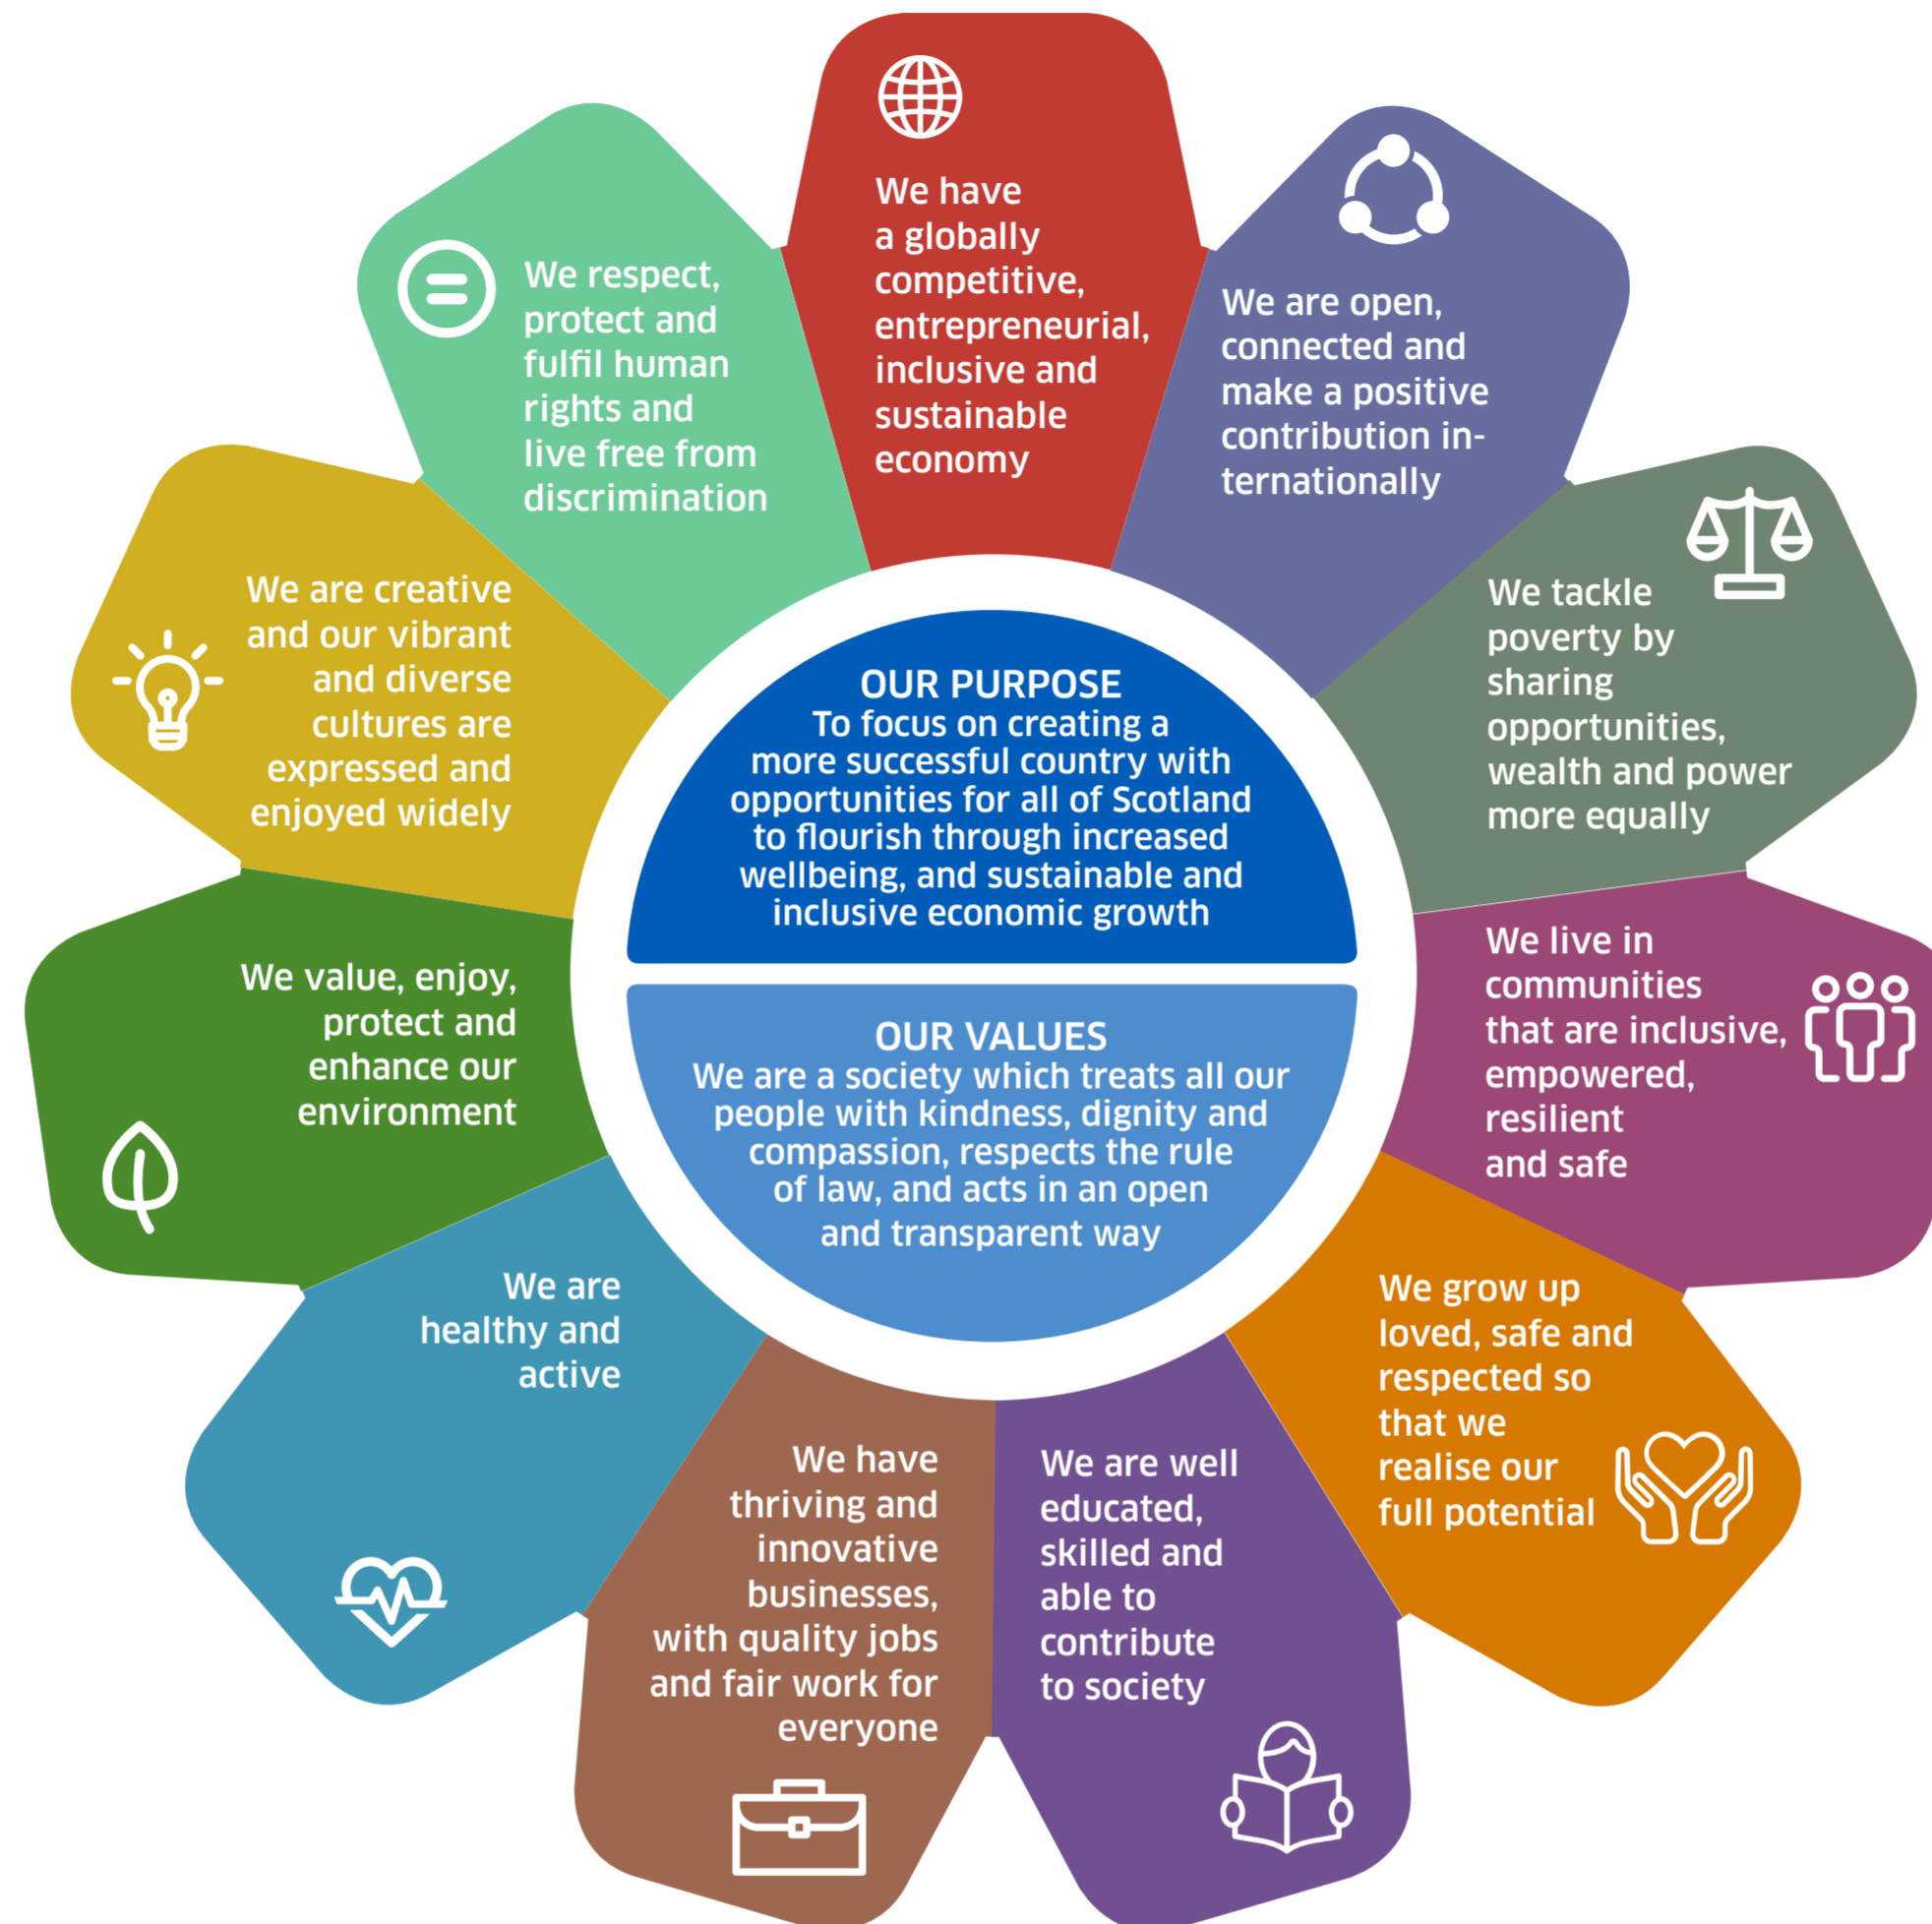 We have
a globally
competitive,
entrepreneurial,
inclusive and
sustainable
economy
We are open,
connected and
make a positive
contribution in-
ternationally
We tackle
poverty by
sharing
opportunities,
wealth and power
more equally
We live in
communities
that are inclusive,
empowered,
resilient
and safe
We grow up
loved, safe and
respected so
that we
realise our
full potential
We are well
educated,
skilled and
able to
contribute
to society
We have
thriving and
innovative
businesses,
with quality jobs
and fair work for
everyone
We are
healthy and
active
We value, enjoy,
protect and
enhance our
environment
We are creative
and our vibrant
and diverse
cultures are
expressed and
enjoyed widely
We respect,
protect and
fulfil human
rights and
live free from
discrimination
OUR PURPOSE
To focus on creating a
more successful country with
opportunities for all of Scotland
to flourish through increased
wellbeing, and sustainable and
inclusive economic growth
OUR VALUES
We are a society which treats all our
people with kindness, dignity and
compassion, respects the rule
of law, and acts in an open
and transparent way